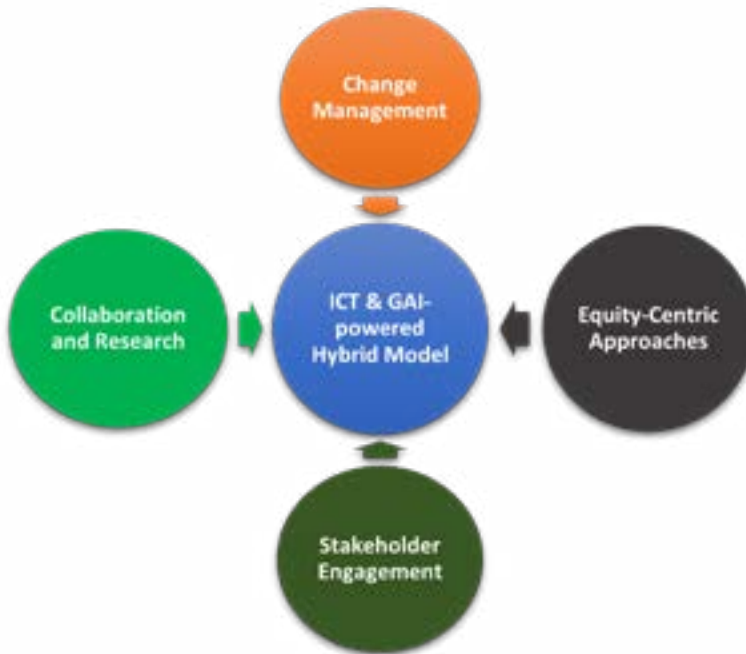 Change
Management
Collaboration
and Research
ICT & GAI-
powered
Hybrid Model
Equity-Centric
Approaches
Stakeholder
Engagement